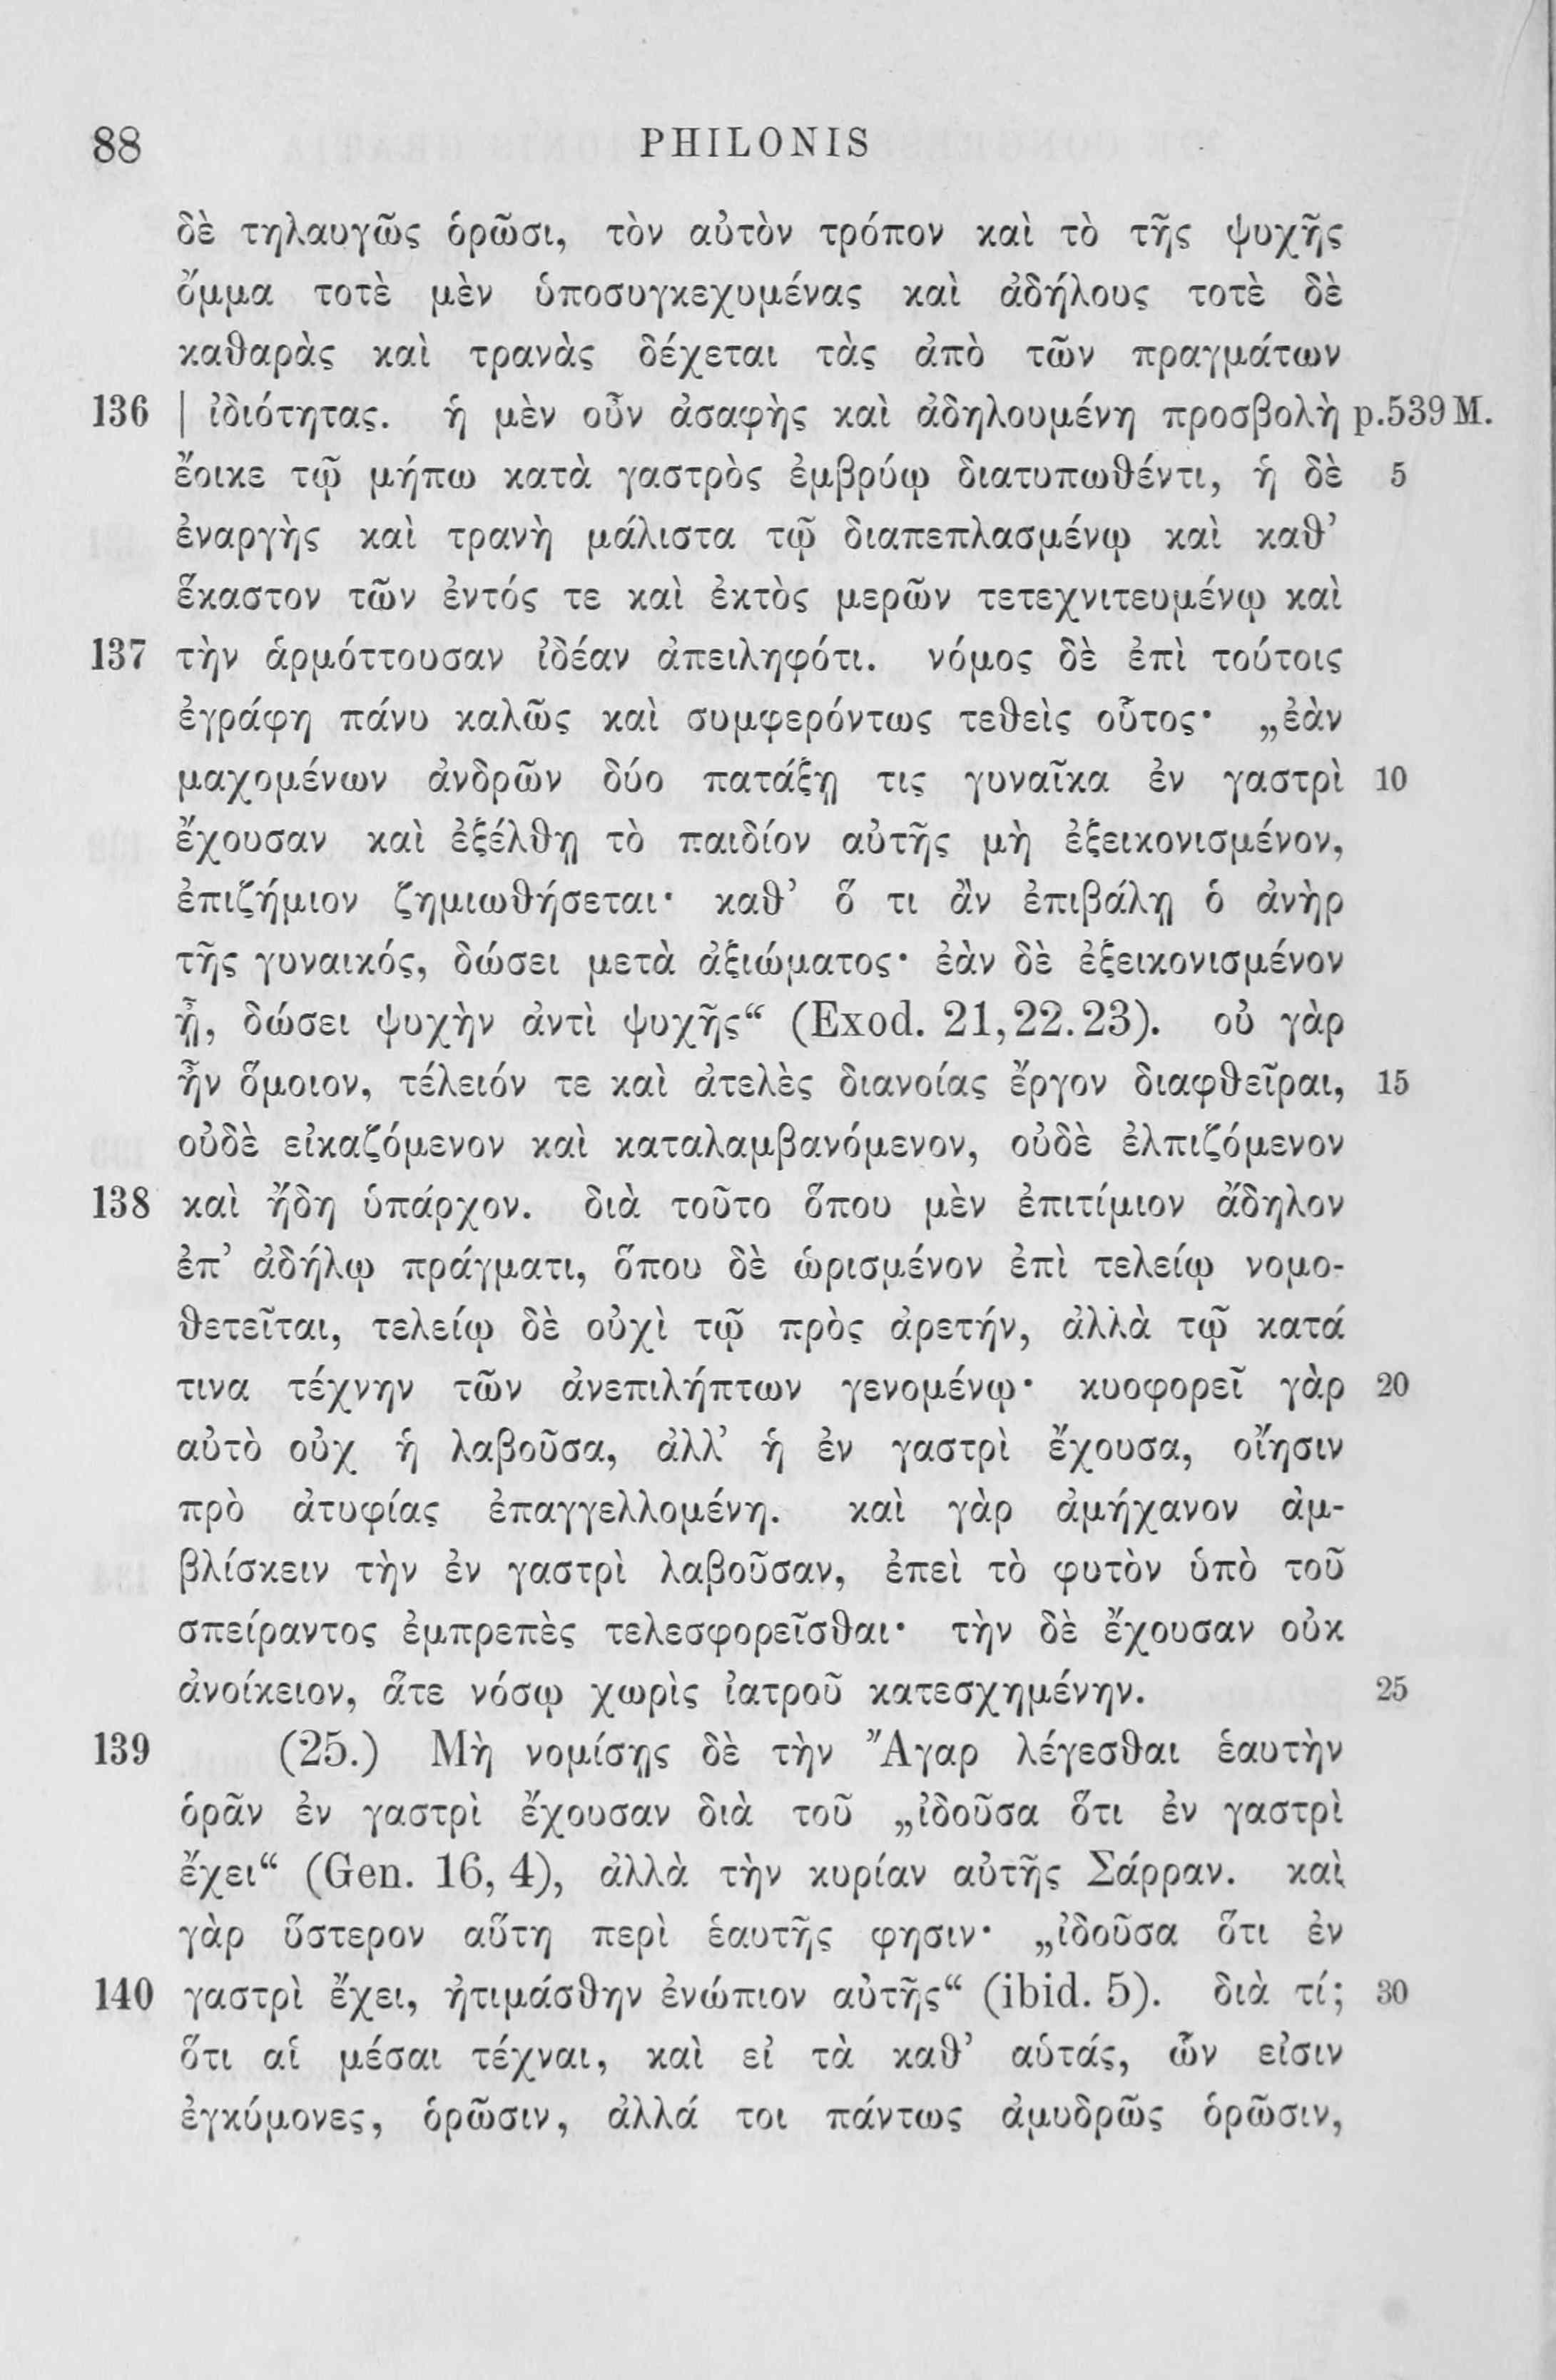 88 PHILONIS
δὲ τηλαυγῶς ὁρῶσι, τὸν αὐτὸν τρόπον καὶ τὸ τῆς ψυχῆς
ὄμμα τοτὲ μὲν ὑποσυγκεχυμένας καὶ ἀδήλους τοτὲ δὲ
καθαρὰς καὶ τρανὰς δέχεται τὰς ἀπὸ τῶν πραγμάτων
136 | ἰδιότητας. ἡ μὲν οὖν ἀσαφὴς καὶ ἀδηλουμένη προσβολὴ p.539 M.
ἔοικε τῷ μήπω κατὰ γαστρὸς ἐμβρύῳ διατυπωθέντι, ἡ δὲ 5
ἐναργὴς καὶ τρανὴ μάλιστα τῷ διαπεπλασμένῳ καὶ καθ’
ἕκαστον τῶν ἐντός τε καὶ ἐκτὸς μερῶν τετεχνιτευμένῳ καὶ
137 τὴν ἁρμόττουσαν ἰδέαν ἀπειληφότι. νόμος δὲ ἐπὶ τούτοις
ἐγράφη πάνυ καλῶς καὶ συμφερόντως τεθεὶς οὗτος· „ἐὰν
μαχομένων ἀνδρῶν δύο πατάξῃ τις γυναῖκα ἐν γαστρὶ 10
ἔχουσαν καὶ ἐξέλθῃ τὸ παιδίον αὐτῆς μὴ ἐξεικονισμένον,
ἐπιζήμιον ζημιωθήσεται· καθ’ ὅ τι ἂν ἐπιβάλῃ ὁ ἀνὴρ
τῆς γυναικός, δώσει μετὰ ἀξιώματος· ἐὰν δὲ ἐξεικονισμένον
ᾖ, δώσει ψυχὴν ἀντὶ ψυχῆς“ (Exod. 21,22.23). οὐ γὰρ
ἦν ὅμοιον, τέλειόν τε καὶ ἀτελὲς διανοίας ἔργον διαφθεῖραι, 15
οὐδὲ εἰκαζόμενον καὶ καταλαμβανόμενον, οὐδὲ ἐλπιζόμενον
138 καὶ ἤδη ὑπάρχον. διὰ τοῦτο ὅπου μὲν ἐπιτίμιον ἄδηλον
ἐπ’ ἀδήλῳ πράγματι, ὅπου δὲ ὡρισμένον ἐπὶ τελείῳ νομο-
θετεῖται, τελείῳ δὲ οὐχὶ τῷ πρὸς ἀρετήν, ἀλλὰ τῷ κατά
τινα τέχνην τῶν ἀνεπιλήπτων γενομένῳ· κυοφορεῖ γὰρ 20
αὐτὸ οὐχ ἡ λαβοῦσα, ἀλλ’ ἡ ἐν γαστρὶ ἔχουσα, οἴησιν
πρὸ ἀτυφίας ἐπαγγελλομένη. καὶ γὰρ ἀμήχανον ἀμ-
βλίσκειν τὴν ἐν γαστρὶ λαβοῦσαν, ἐπεὶ τὸ φυτὸν ὑπὸ τοῦ
σπείραντος ἐμπρεπὲς τελεσφορεῖσθαι· τὴν δὲ ἔχουσαν οὐκ
ἀνοίκειον, ἅτε νόσῳ χωρὶς ἰατροῦ κατεσχημένην. 25
139 (25.) Μὴ νομίσῃς δὲ τὴν Ἄγαρ λέγεσθαι ἑαυτὴν
ὁρᾶν ἐν γαστρὶ ἔχουσαν διὰ τοῦ „ἰδοῦσα ὅτι ἐν γαστρὶ
ἔχει“ (Gen. 16, 4), ἀλλὰ τὴν κυρίαν αὐτῆς Σάρραν. καὶ
γὰρ ὕστερον αὕτη περὶ ἑαυτῆς φησιν· „ἰδοῦσα ὅτι ἐν
140 γαστρὶ ἔχει, ἠτιμάσθην ἐνώπιον αὐτῆς“ (ibid. 5). διὰ τί; 30
ὅτι αἱ μέσαι τέχναι, καὶ εἰ τὰ καθ’ αὑτάς, ὧν εἰσιν
ἐγκύμονες, ὁρῶσιν, ἀλλά τοι πάντως ἀμυδρῶς ὁρῶσιν,